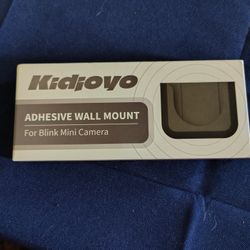 Kidjoyo
ADHESIVE WALL MOUNT
For Blink Mini Camera